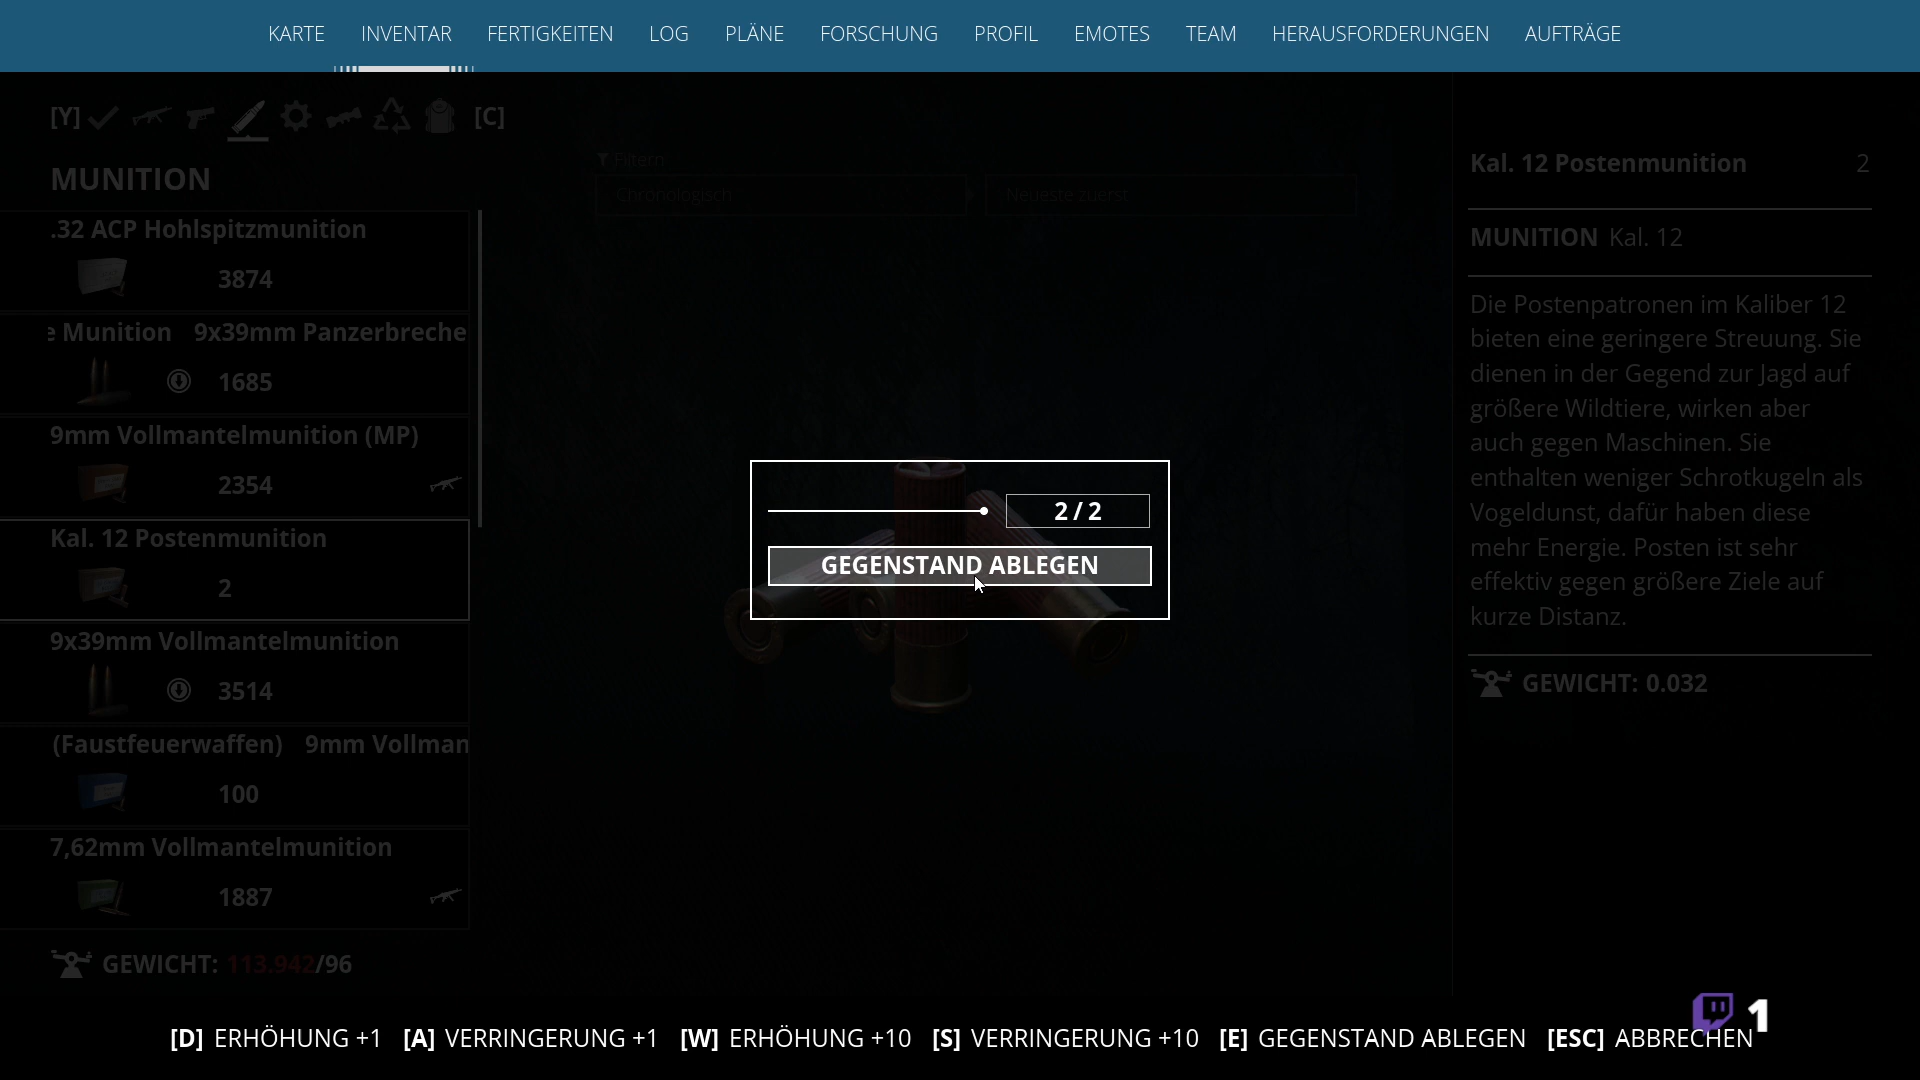 KARTE INVENTAR FERTIGKEITEN LOG PLÄNE FORSCHUNG PROFIL EMOTES TEAM HERAUSFORDERUNGEN AUFTRÄGE
[Y] [C]
MUNITION
.32 ACP Hohlspitzmunition
3874
e Munition 9x39mm Panzerbreche
1685
9mm Vollmantelmunition (MP)
2354
Kal. 12 Postenmunition
2
9x39mm Vollmantelmunition
3514
(Faustfeuerwaffen) 9mm Vollman
100
7,62mm Vollmantelmunition
1887
GEWICHT: 113.942/96
Filtern
Chronologisch
Neueste zuerst
2 / 2
GEGENSTAND ABLEGEN
Kal. 12 Postenmunition 2
MUNITION Kal. 12
Die Postenpatronen im Kaliber 12
bieten eine geringere Streuung. Sie
dienen in der Gegend zur Jagd auf
größere Wildtiere, wirken aber
auch gegen Maschinen. Sie
enthalten weniger Schrotkugeln als
Vogeldunst, dafür haben diese
mehr Energie. Posten ist sehr
effektiv gegen größere Ziele auf
kurze Distanz.
GEWICHT: 0.032
1
[D] ERHÖHUNG +1 [A] VERRINGERUNG +1 [W] ERHÖHUNG +10 [S] VERRINGERUNG +10 [E] GEGENSTAND ABLEGEN [ESC] ABBRECHEN